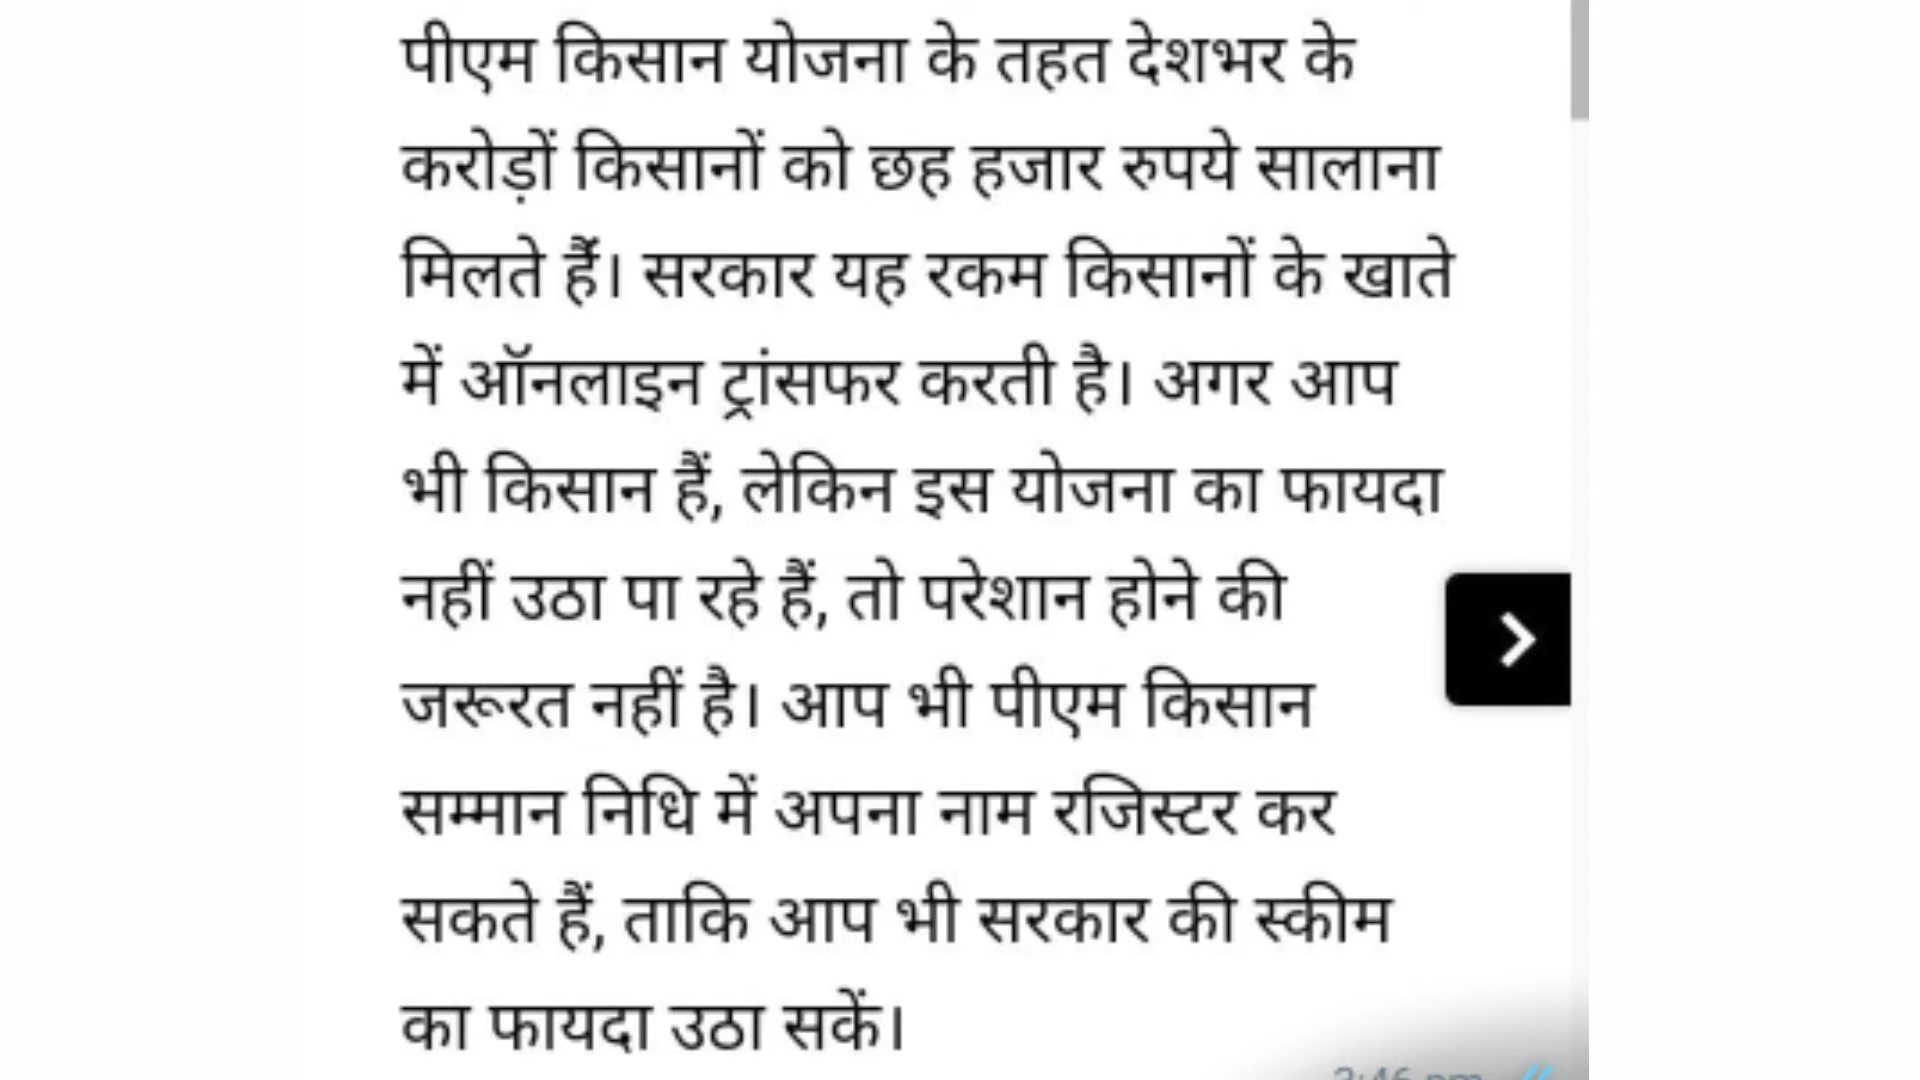 पीएम किसान योजना के तहत देशभर के
करोड़ों किसानों को छह हजार रुपये सालाना
मिलते हैं। सरकार यह रकम किसानों के खाते
में ऑनलाइन ट्रांसफर करती है। अगर आप
भी किसान हैं, लेकिन इस योजना का फायदा
नहीं उठा पा रहे हैं, तो परेशान होने की
जरूरत नहीं है। आप भी पीएम किसान
सम्मान निधि में अपना नाम रजिस्टर कर
सकते हैं, ताकि आप भी सरकार की स्कीम
का फायदा उठा सकें।